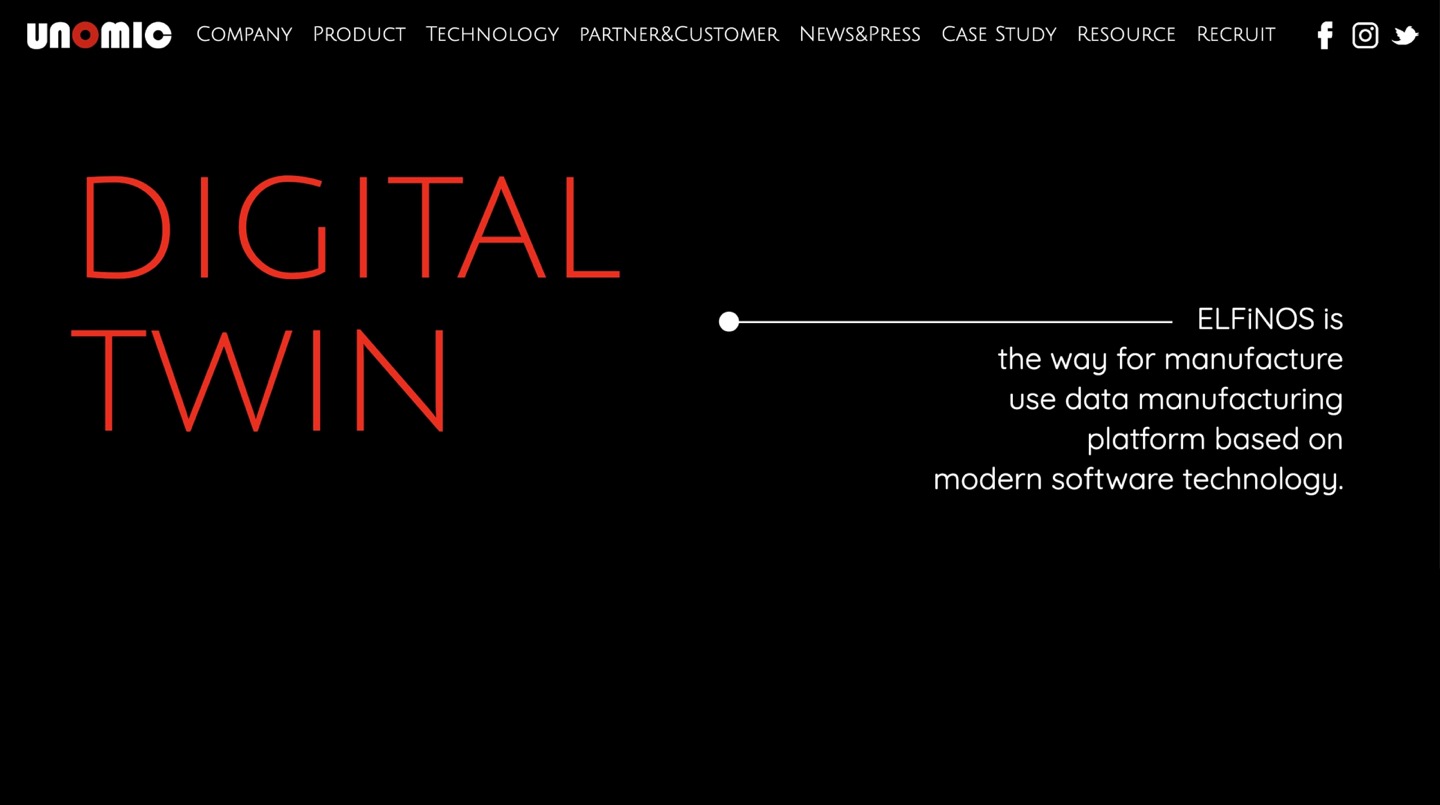 unomic Company Product Technology partner&Customer News&Press Case Study Resource Recruit
DIGITAL
TWIN
ELFiNOS is
the way for manufacture
use data manufacturing
platform based on
modern software technology.